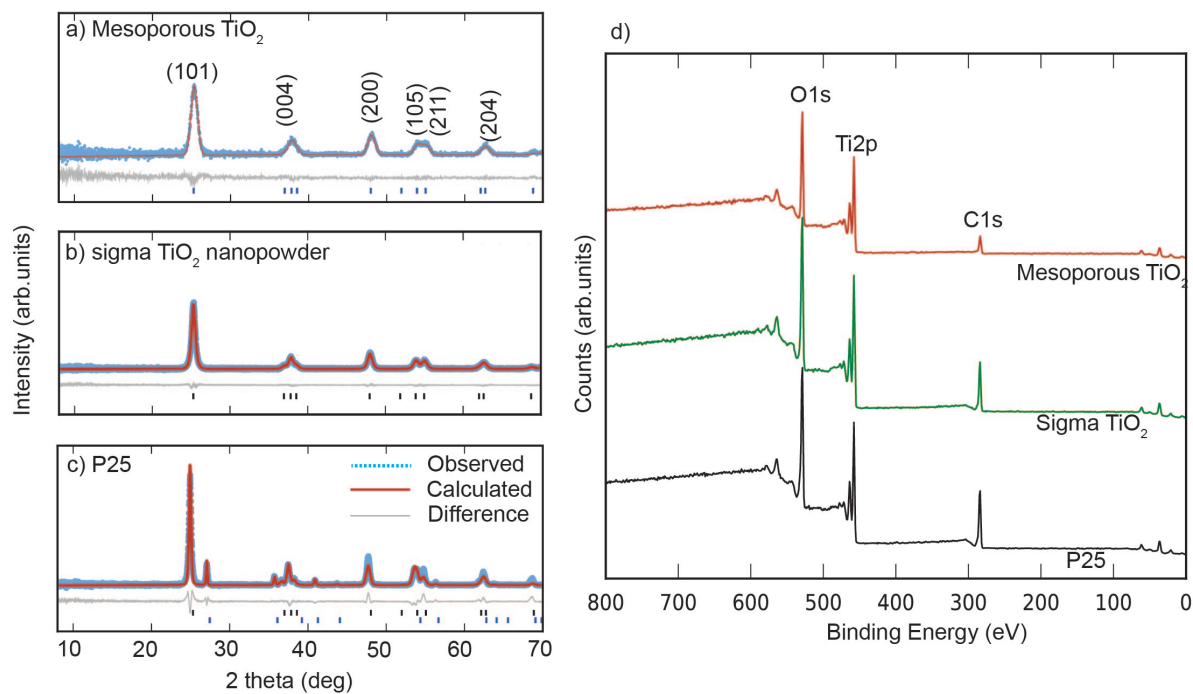 a) Mesoporous TiO2
(101)
(004)
(200)
(105)
(211)
(204)
b) sigma TiO2 nanopowder
c) P25
Observed
Calculated
Difference
Intensity (arb.units)
10 20 30 40 50 60 70
2 theta (deg)
d)
O1s
Ti2p
C1s
Mesoporous TiO2
Sigma TiO2
P25
Counts (arb.units)
800 700 600 500 400 300 200 100 0
Binding Energy (eV)